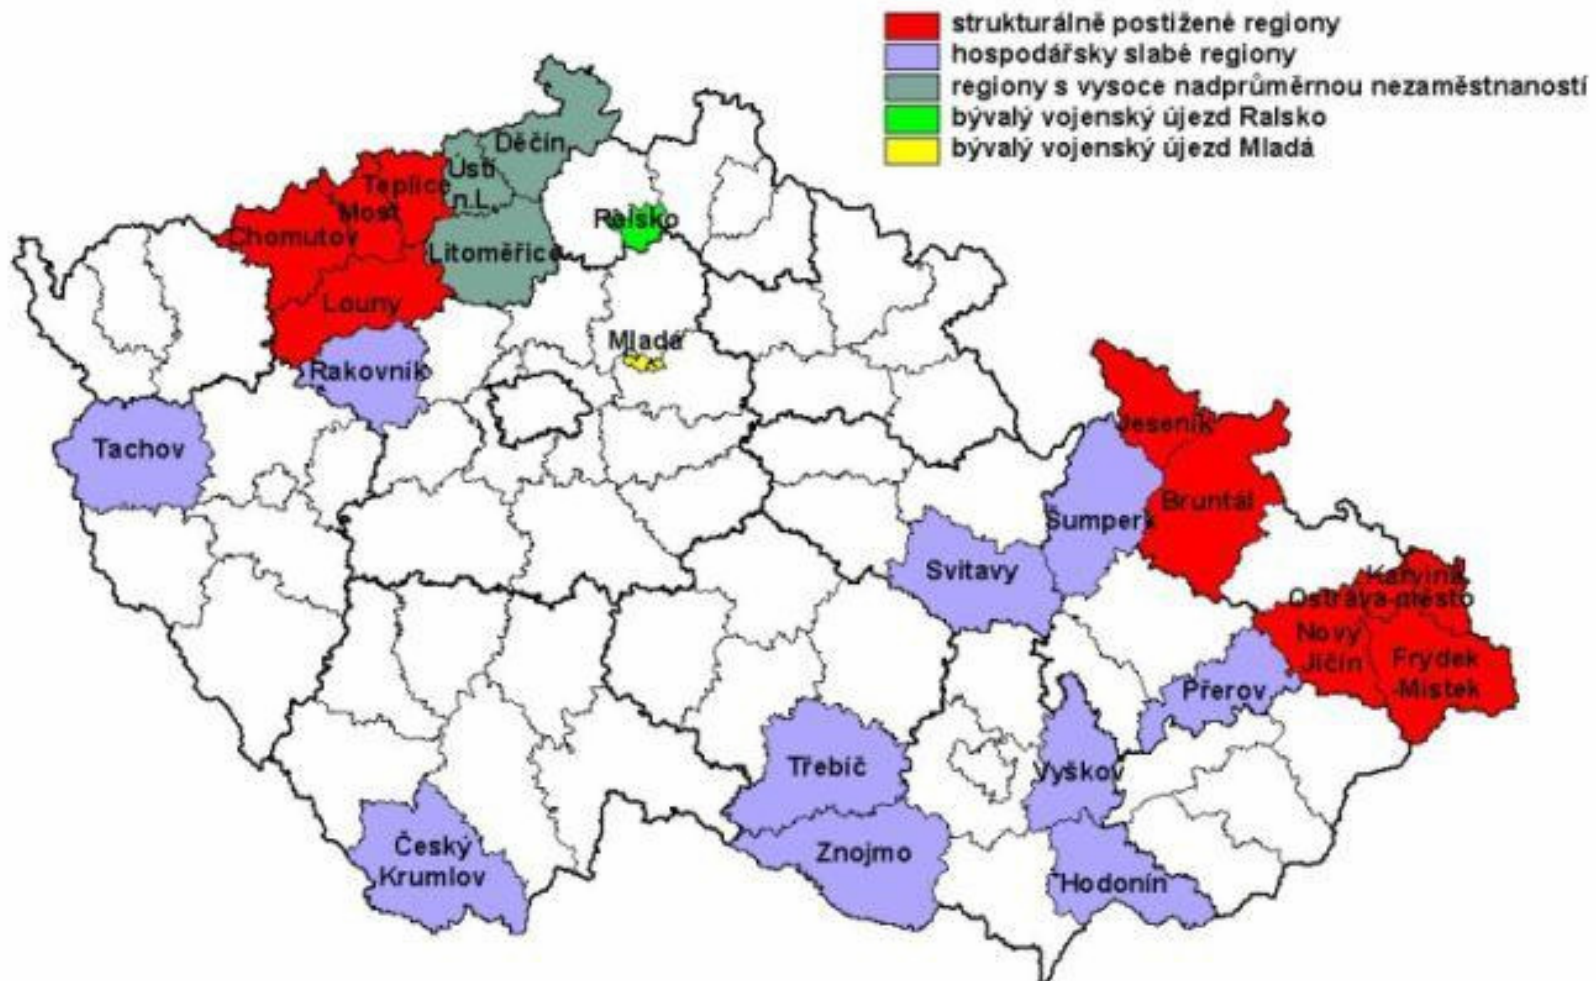 strukturálně postižené regiony
hospodářsky slabé regiony
regiony s vysoce nadprůměrnou nezaměstnaností
bývalý vojenský újezd Ralsko
bývalý vojenský újezd Mladá
Děčín
Ústí
n.L.
Teplice
Most
Chomutov
Ralsko
Litoměřice
Louny
Mladá
Rakovník
Tachov
Jeseník
Bruntál
Šumperk
Svitavy
Karviná
Ostrava-město
Nový
Jičín
Frýdek
-Místek
Přerov
Třebíč
Vyškov
Znojmo
Český
Krumlov
Hodonín